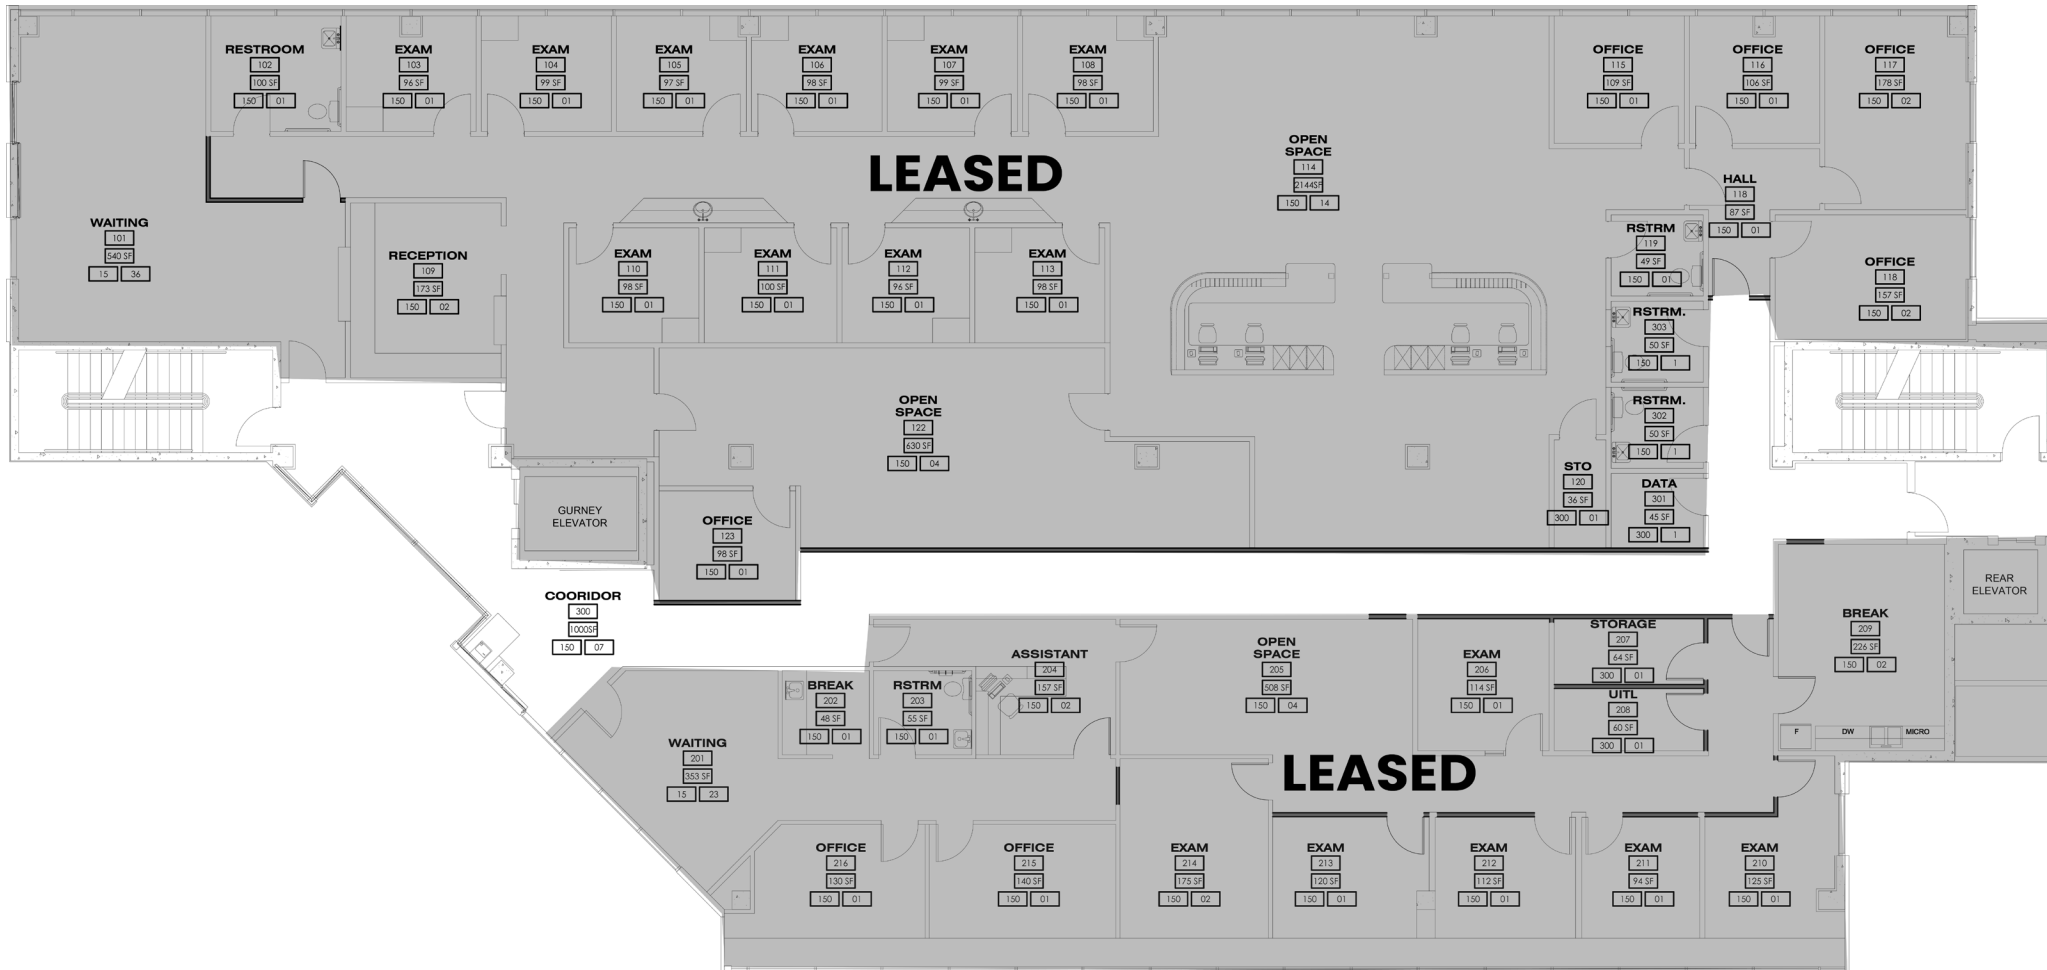 RESTROOM
102
100 SF
150 01
EXAM
103
96 SF
150 01
EXAM
104
99 SF
150 01
EXAM
105
97 SF
150 01
EXAM
106
98 SF
150 01
EXAM
107
99 SF
150 01
EXAM
108
98 SF
150 01
OFFICE
115
109 SF
150 01
OFFICE
116
106 SF
150 01
OFFICE
117
178 SF
150 02
LEASED
OPEN
SPACE
114
2144SF
150 14
HALL
118
87 SF
150 01
WAITING
101
540 SF
15 36
RECEPTION
109
173 SF
150 02
EXAM
110
98 SF
150 01
EXAM
111
100 SF
150 01
EXAM
112
96 SF
150 01
EXAM
113
98 SF
150 01
RSTRM
119
49 SF
150 01
OFFICE
118
157 SF
150 02
RSTRM.
303
50 SF
150 1
RSTRM.
302
50 SF
150 1
OPEN
SPACE
122
630 SF
150 04
STO
120
36 SF
300 01
DATA
301
45 SF
300 1
GURNEY
ELEVATOR
OFFICE
123
98 SF
150 01
REAR
ELEVATOR
COORIDOR
300
1000SF
150 07
BREAK
209
226 SF
150 02
F DW MICRO
ASSISTANT
204
157 SF
150 02
OPEN
SPACE
205
508 SF
150 04
EXAM
206
114 SF
150 01
STORAGE
207
64 SF
300 01
UITL
208
60 SF
300 01
BREAK
202
48 SF
150 01
RSTRM
203
55 SF
150 01
WAITING
201
353 SF
15 23
LEASED
OFFICE
216
130 SF
150 01
OFFICE
215
140 SF
150 01
EXAM
214
175 SF
150 02
EXAM
213
120 SF
150 01
EXAM
212
112 SF
150 01
EXAM
211
94 SF
150 01
EXAM
210
125 SF
150 01